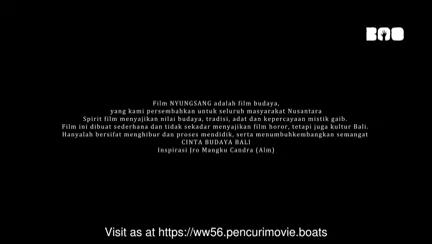 BAO
Film NYUNGSANG adalah film budaya,
yang kami persembahkan untuk seluruh masyarakat Nusantara
Spirit film menyajikan nilai budaya, tradisi, adat dan kepercayaan mistik gaib.
Film ini dibuat sederhana dan tidak sekadar menyajikan film horor, tetapi juga kultur Bali.
Hanyalah bersifat menghibur dan proses mendidik, serta menumbuhkembangkan semangat
CINTA BUDAYA BALI
Inspirasi Jro Mangku Candra (Alm)
Visit as at https://ww56.pencurimovie.boats